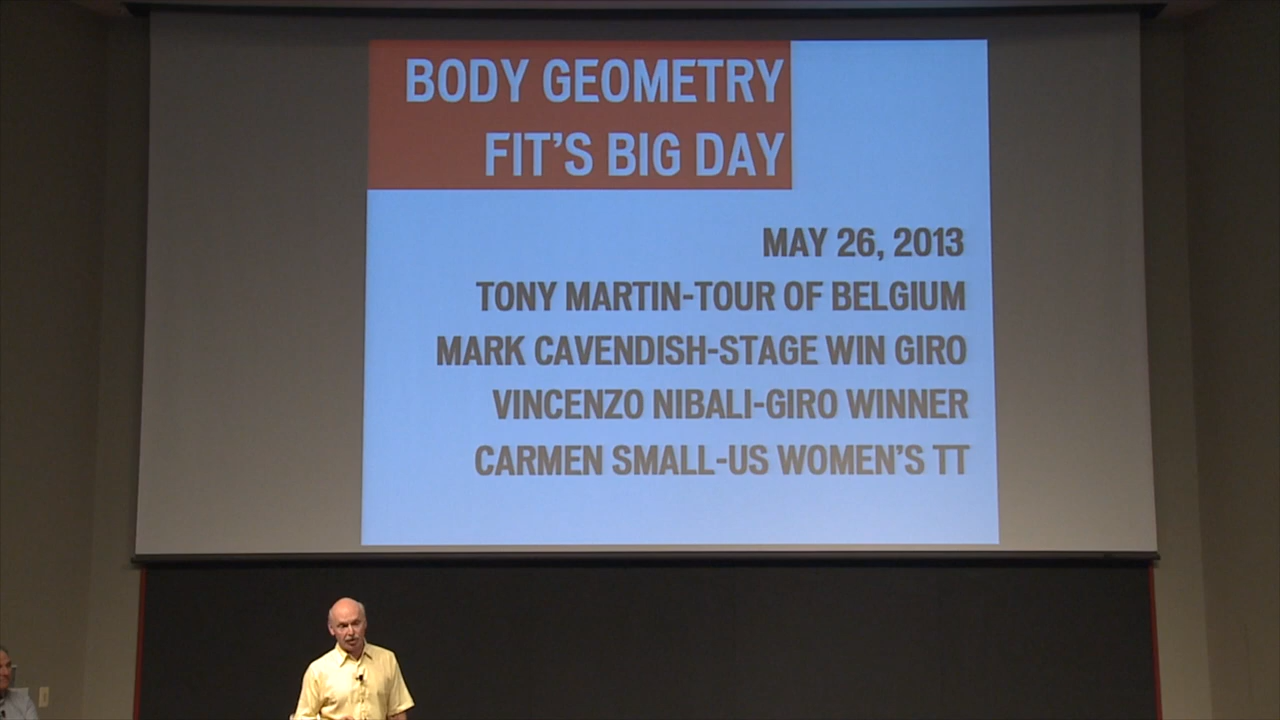 BODY GEOMETRY
FIT'S BIG DAY
MAY 26, 2013
TONY MARTIN-TOUR OF BELGIUM
MARK CAVENDISH-STAGE WIN GIRO
VINCENZO NIBALI-GIRO WINNER
CARMEN SMALL-US WOMEN'S TT